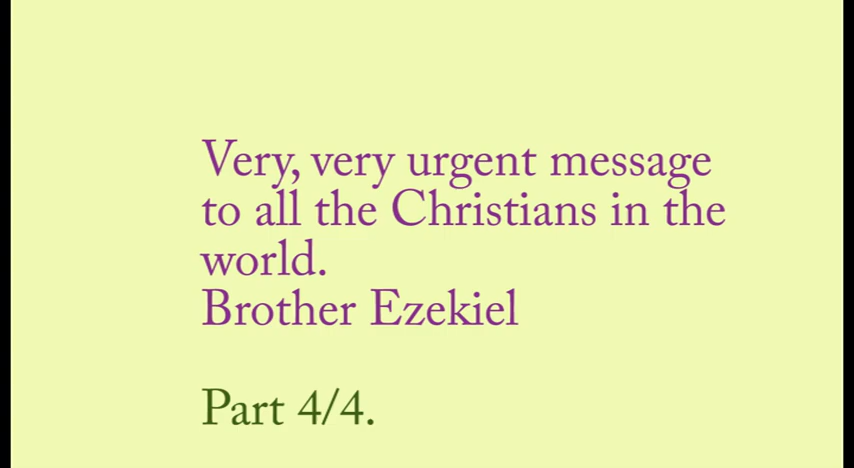 Very, very urgent message
to all the Christians in the
world.
Brother Ezekiel
Part 4/4.